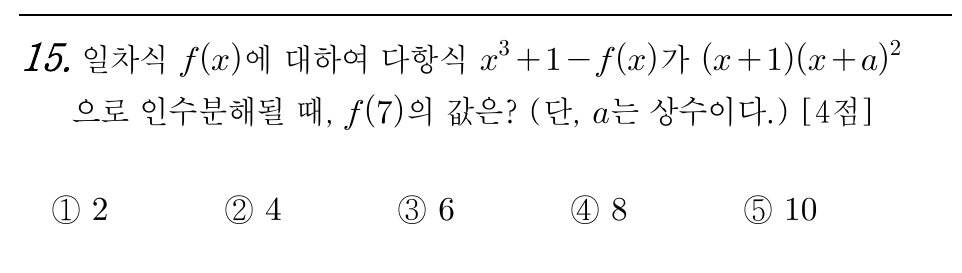 15. 일차식 f(x)에 대하여 다항식 x³+1-f(x)가 (x+1)(x+a)²
으로 인수분해될 때, f(7)의 값은? (단, a는 상수이다.) [4점]
① 2 ② 4 ③ 6 ④ 8 ⑤ 10